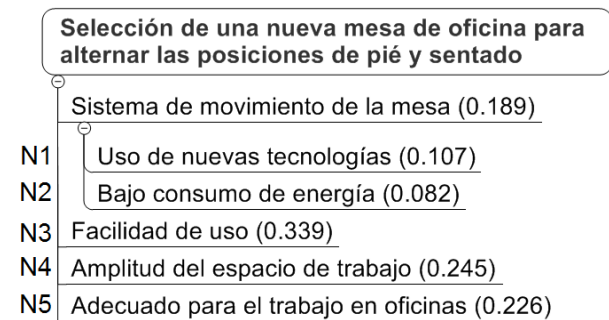 Selección de una nueva mesa de oficina para
alternar las posiciones de pié y sentado
Sistema de movimiento de la mesa (0.189)
N1 Uso de nuevas tecnologías (0.107)
N2 Bajo consumo de energía (0.082)
N3 Facilidad de uso (0.339)
N4 Amplitud del espacio de trabajo (0.245)
N5 Adecuado para el trabajo en oficinas (0.226)